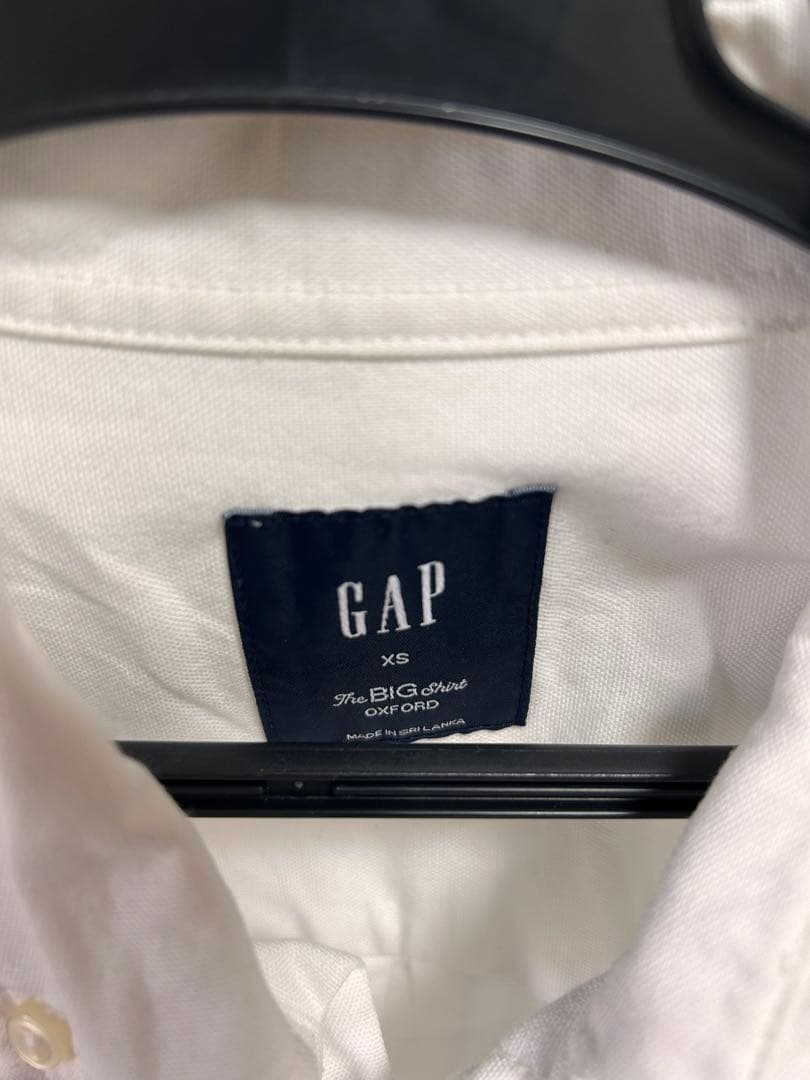 GAP
XS
The BIG Shirt
OXFORD
MADE IN SRI LANKA